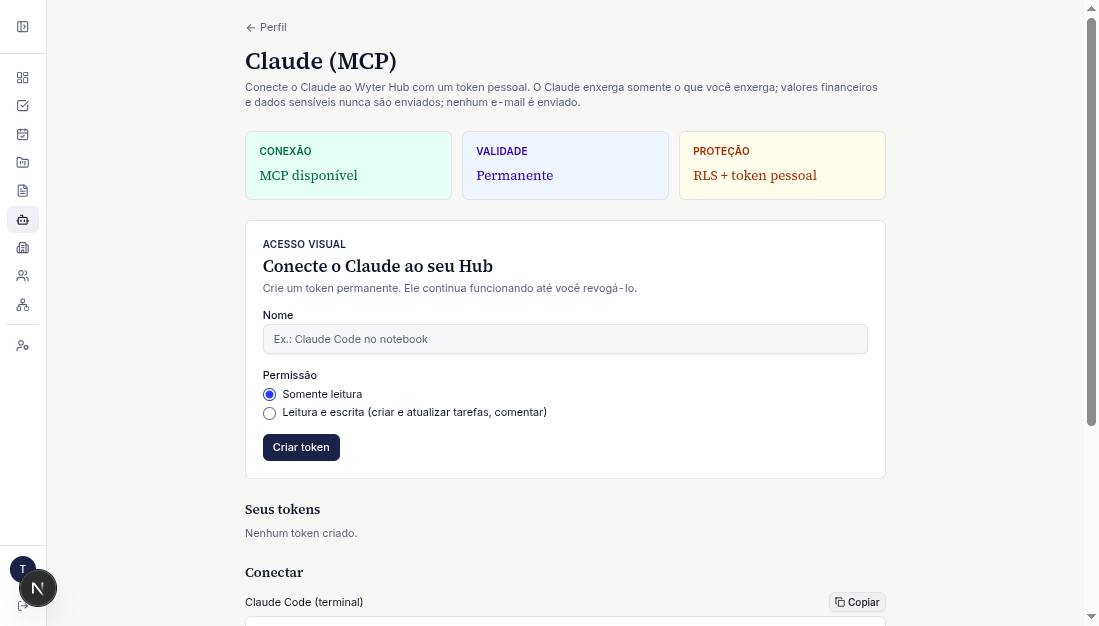 ← Perfil
Claude (MCP)
Conecte o Claude ao Wyter Hub com um token pessoal. O Claude enxerga somente o que você enxerga; valores financeiros
e dados sensíveis nunca são enviados; nenhum e-mail é enviado.
CONEXÃO
MCP disponível
VALIDADE
Permanente
PROTEÇÃO
RLS + token pessoal
ACESSO VISUAL
Conecte o Claude ao seu Hub
Crie um token permanente. Ele continua funcionando até você revogá-lo.
Nome
Ex.: Claude Code no notebook
Permissão
Somente leitura
Leitura e escrita (criar e atualizar tarefas, comentar)
Criar token
Seus tokens
Nenhum token criado.
Conectar
Claude Code (terminal)
Copiar
T
N